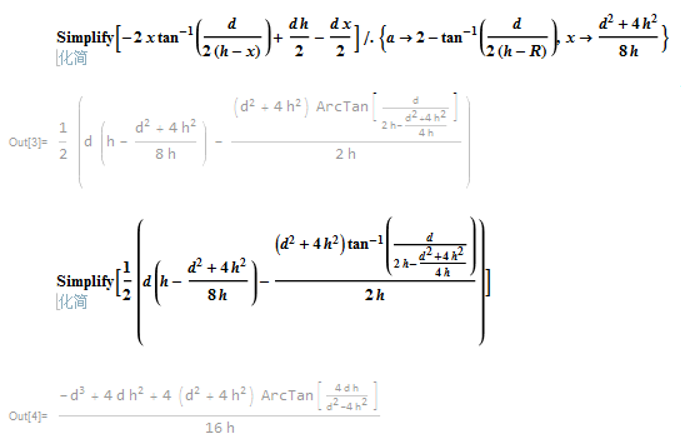 Simplify[-2 x tan^-1(d/(2 (h - x))) + (d h)/2 - (d x)/2] /. {a → 2 - tan^-1(d/(2 (h - R))), x → (d^2 + 4 h^2)/(8 h)}
化简
Out[3]= 1/2 (d (h - (d^2 + 4 h^2)/(8 h)) - ((d^2 + 4 h^2) ArcTan[d/(2 h - (d^2+4 h^2)/(4 h))])/(2 h))
Simplify[1/2 (d (h - (d^2 + 4 h^2)/(8 h)) - ((d^2 + 4 h^2) tan^-1(d/(2 h - (d^2+4 h^2)/(4 h))))/(2 h))]
化简
Out[4]= (-d^3 + 4 d h^2 + 4 (d^2 + 4 h^2) ArcTan[(4 d h)/(d^2-4 h^2)])/(16 h)